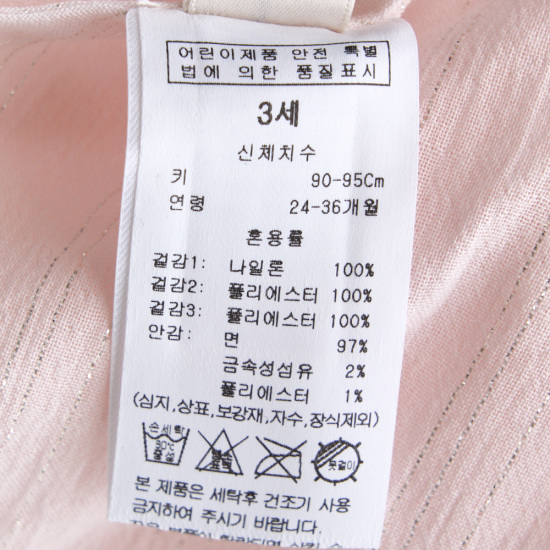 어린이제품 안전 특별
법에 의한 품질표시
3세
신체치수
키 90-95Cm
연령 24-36개월
혼용률
겉감1: 나일론 100%
겉감2: 폴리에스터 100%
겉감3: 폴리에스터 100%
안감: 면 97%
금속성섬유 2%
폴리에스터 1%
(심지,상표,보강재,자수,장식제외)
손세탁
30℃
중성
옷걸이
본 제품은 세탁후 건조기 사용
금지하여 주시기 바랍니다.